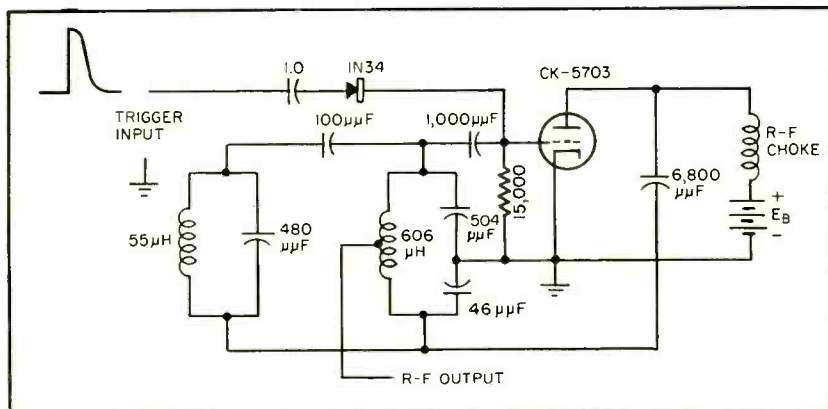 1.0
1N34
CK-5703
TRIGGER
INPUT
100μμF
1,000μμF
R-F
CHOKE
15,000
6,800
μμF
+
E_B
-
55μH
480
μμF
606
μH
504
μμF
46μμF
R-F OUTPUT